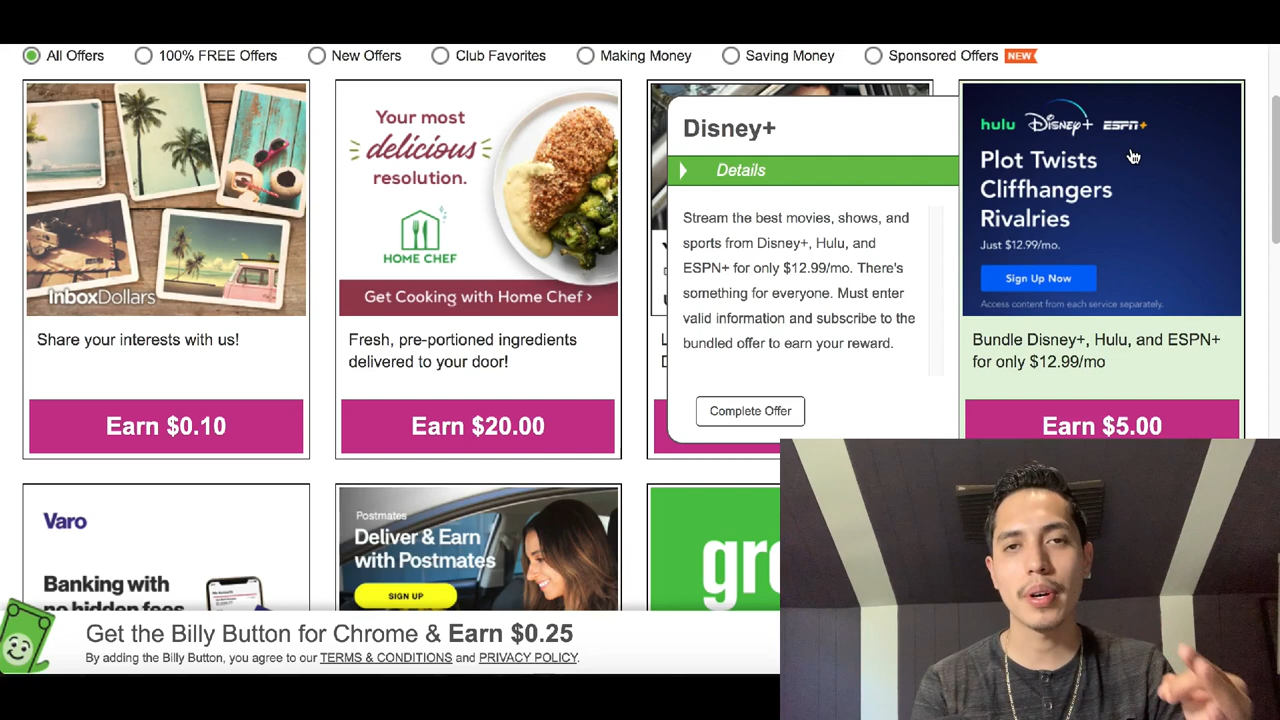 All Offers
100% FREE Offers
New Offers
Club Favorites
Making Money
Saving Money
Sponsored Offers NEW
InboxDollars
Share your interests with us!
Earn $0.10
Your most
delicious
resolution.
HOME CHEF
Get Cooking with Home Chef >
Fresh, pre-portioned ingredients
delivered to your door!
Earn $20.00
Disney+
Details
Stream the best movies, shows, and
sports from Disney+, Hulu, and
ESPN+ for only $12.99/mo. There's
something for everyone. Must enter
valid information and subscribe to the
bundled offer to earn your reward.
Complete Offer
hulu Disney+ ESPN+
Plot Twists
Cliffhangers
Rivalries
Just $12.99/mo.
Sign Up Now
Access content from each service separately.
Bundle Disney+, Hulu, and ESPN+
for only $12.99/mo
Earn $5.00
Varo
Banking with
no hidden fees
Postmates
Deliver & Earn
with Postmates
SIGN UP
Get the Billy Button for Chrome & Earn $0.25
By adding the Billy Button, you agree to our TERMS & CONDITIONS and PRIVACY POLICY.